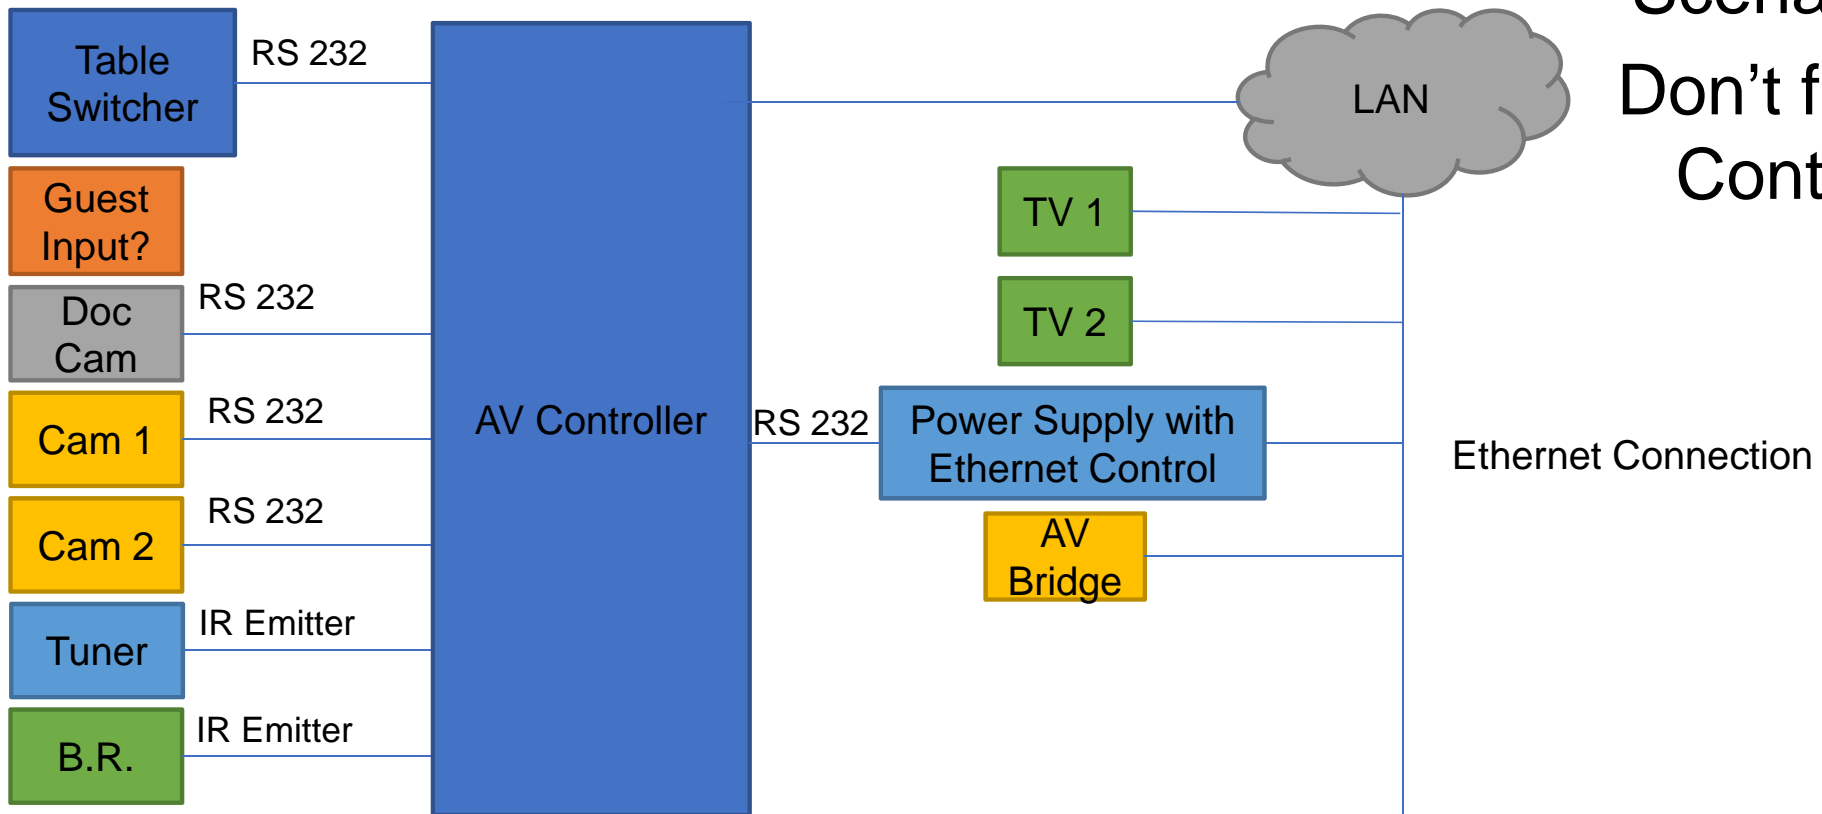 Table
Switcher
RS 232
Guest
Input?
Doc
Cam
RS 232
Cam 1
RS 232
Cam 2
RS 232
Tuner
IR Emitter
B.R.
IR Emitter
AV Controller
RS 232
LAN
TV 1
TV 2
Power Supply with
Ethernet Control
AV
Bridge
Ethernet Connection
Don’t